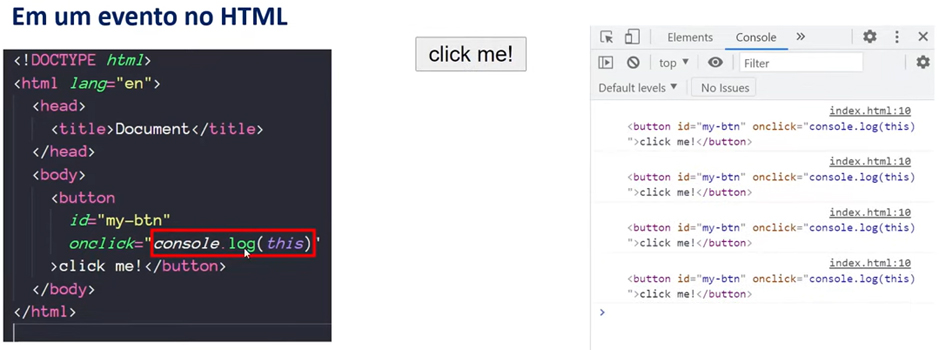 Em um evento no HTML
<!DOCTYPE html>
<html lang="en">
<head>
<title>Document</title>
</head>
<body>
<button
id="my-btn"
onclick="console.log(this)"
>click me!</button>
</body>
</html>
click me!
Elements Console »
top ▼ Filter
Default levels ▼ No Issues
index.html:10
<button id="my-btn" onclick="console.log(this)
">click me!</button>
index.html:10
<button id="my-btn" onclick="console.log(this)
">click me!</button>
index.html:10
<button id="my-btn" onclick="console.log(this)
">click me!</button>
index.html:10
<button id="my-btn" onclick="console.log(this)
">click me!</button>
>